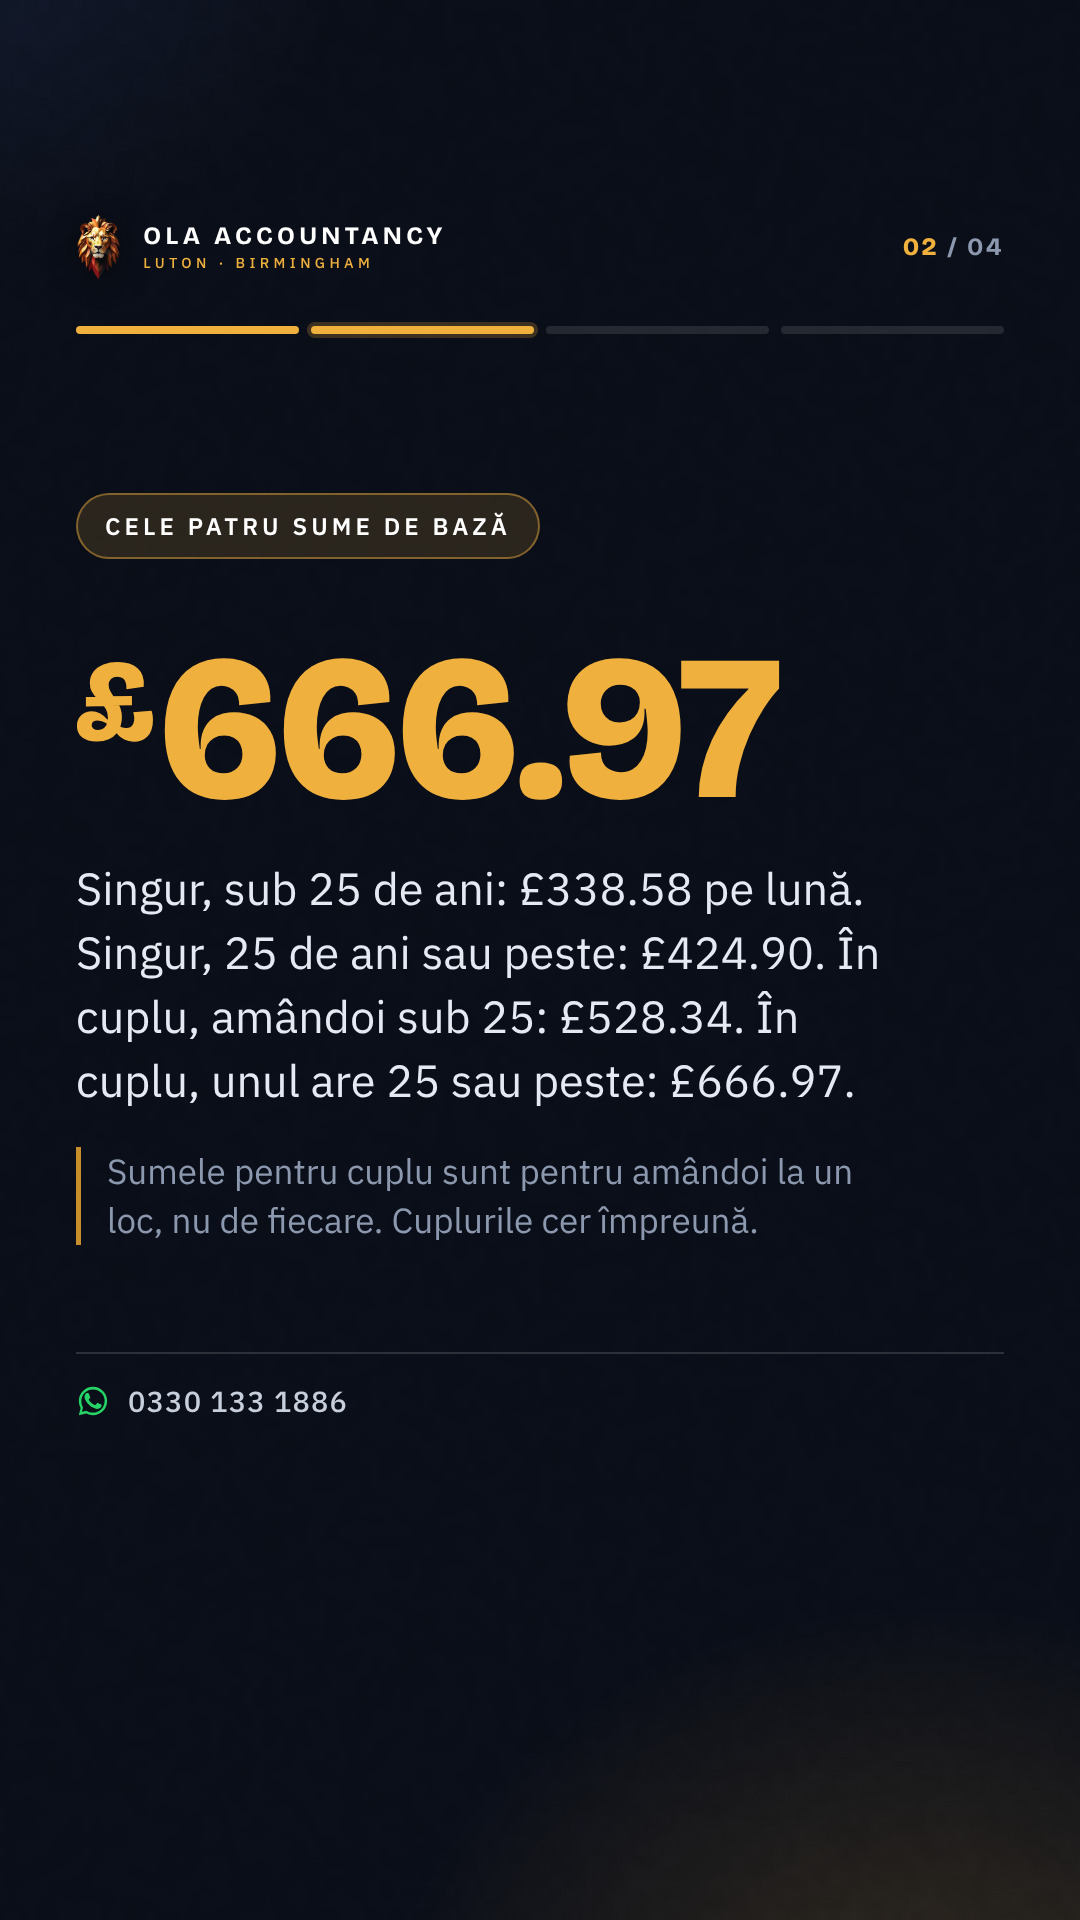 OLA ACCOUNTANCY
LUTON · BIRMINGHAM
02 / 04
CELE PATRU SUME DE BAZĂ
£666.97
Singur, sub 25 de ani: £338.58 pe lună.
Singur, 25 de ani sau peste: £424.90. În
cuplu, amândoi sub 25: £528.34. În
cuplu, unul are 25 sau peste: £666.97.
Sumele pentru cuplu sunt pentru amândoi la un
loc, nu de fiecare. Cuplurile cer împreună.
0330 133 1886